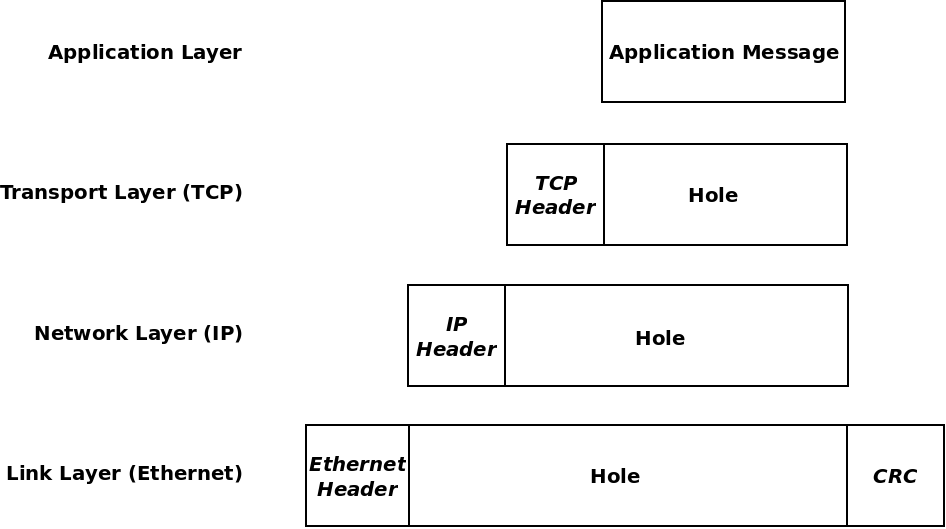 Application Layer
Application Message
Transport Layer (TCP)
TCP
Header
Hole
Network Layer (IP)
IP
Header
Hole
Link Layer (Ethernet)
Ethernet
Header
Hole
CRC